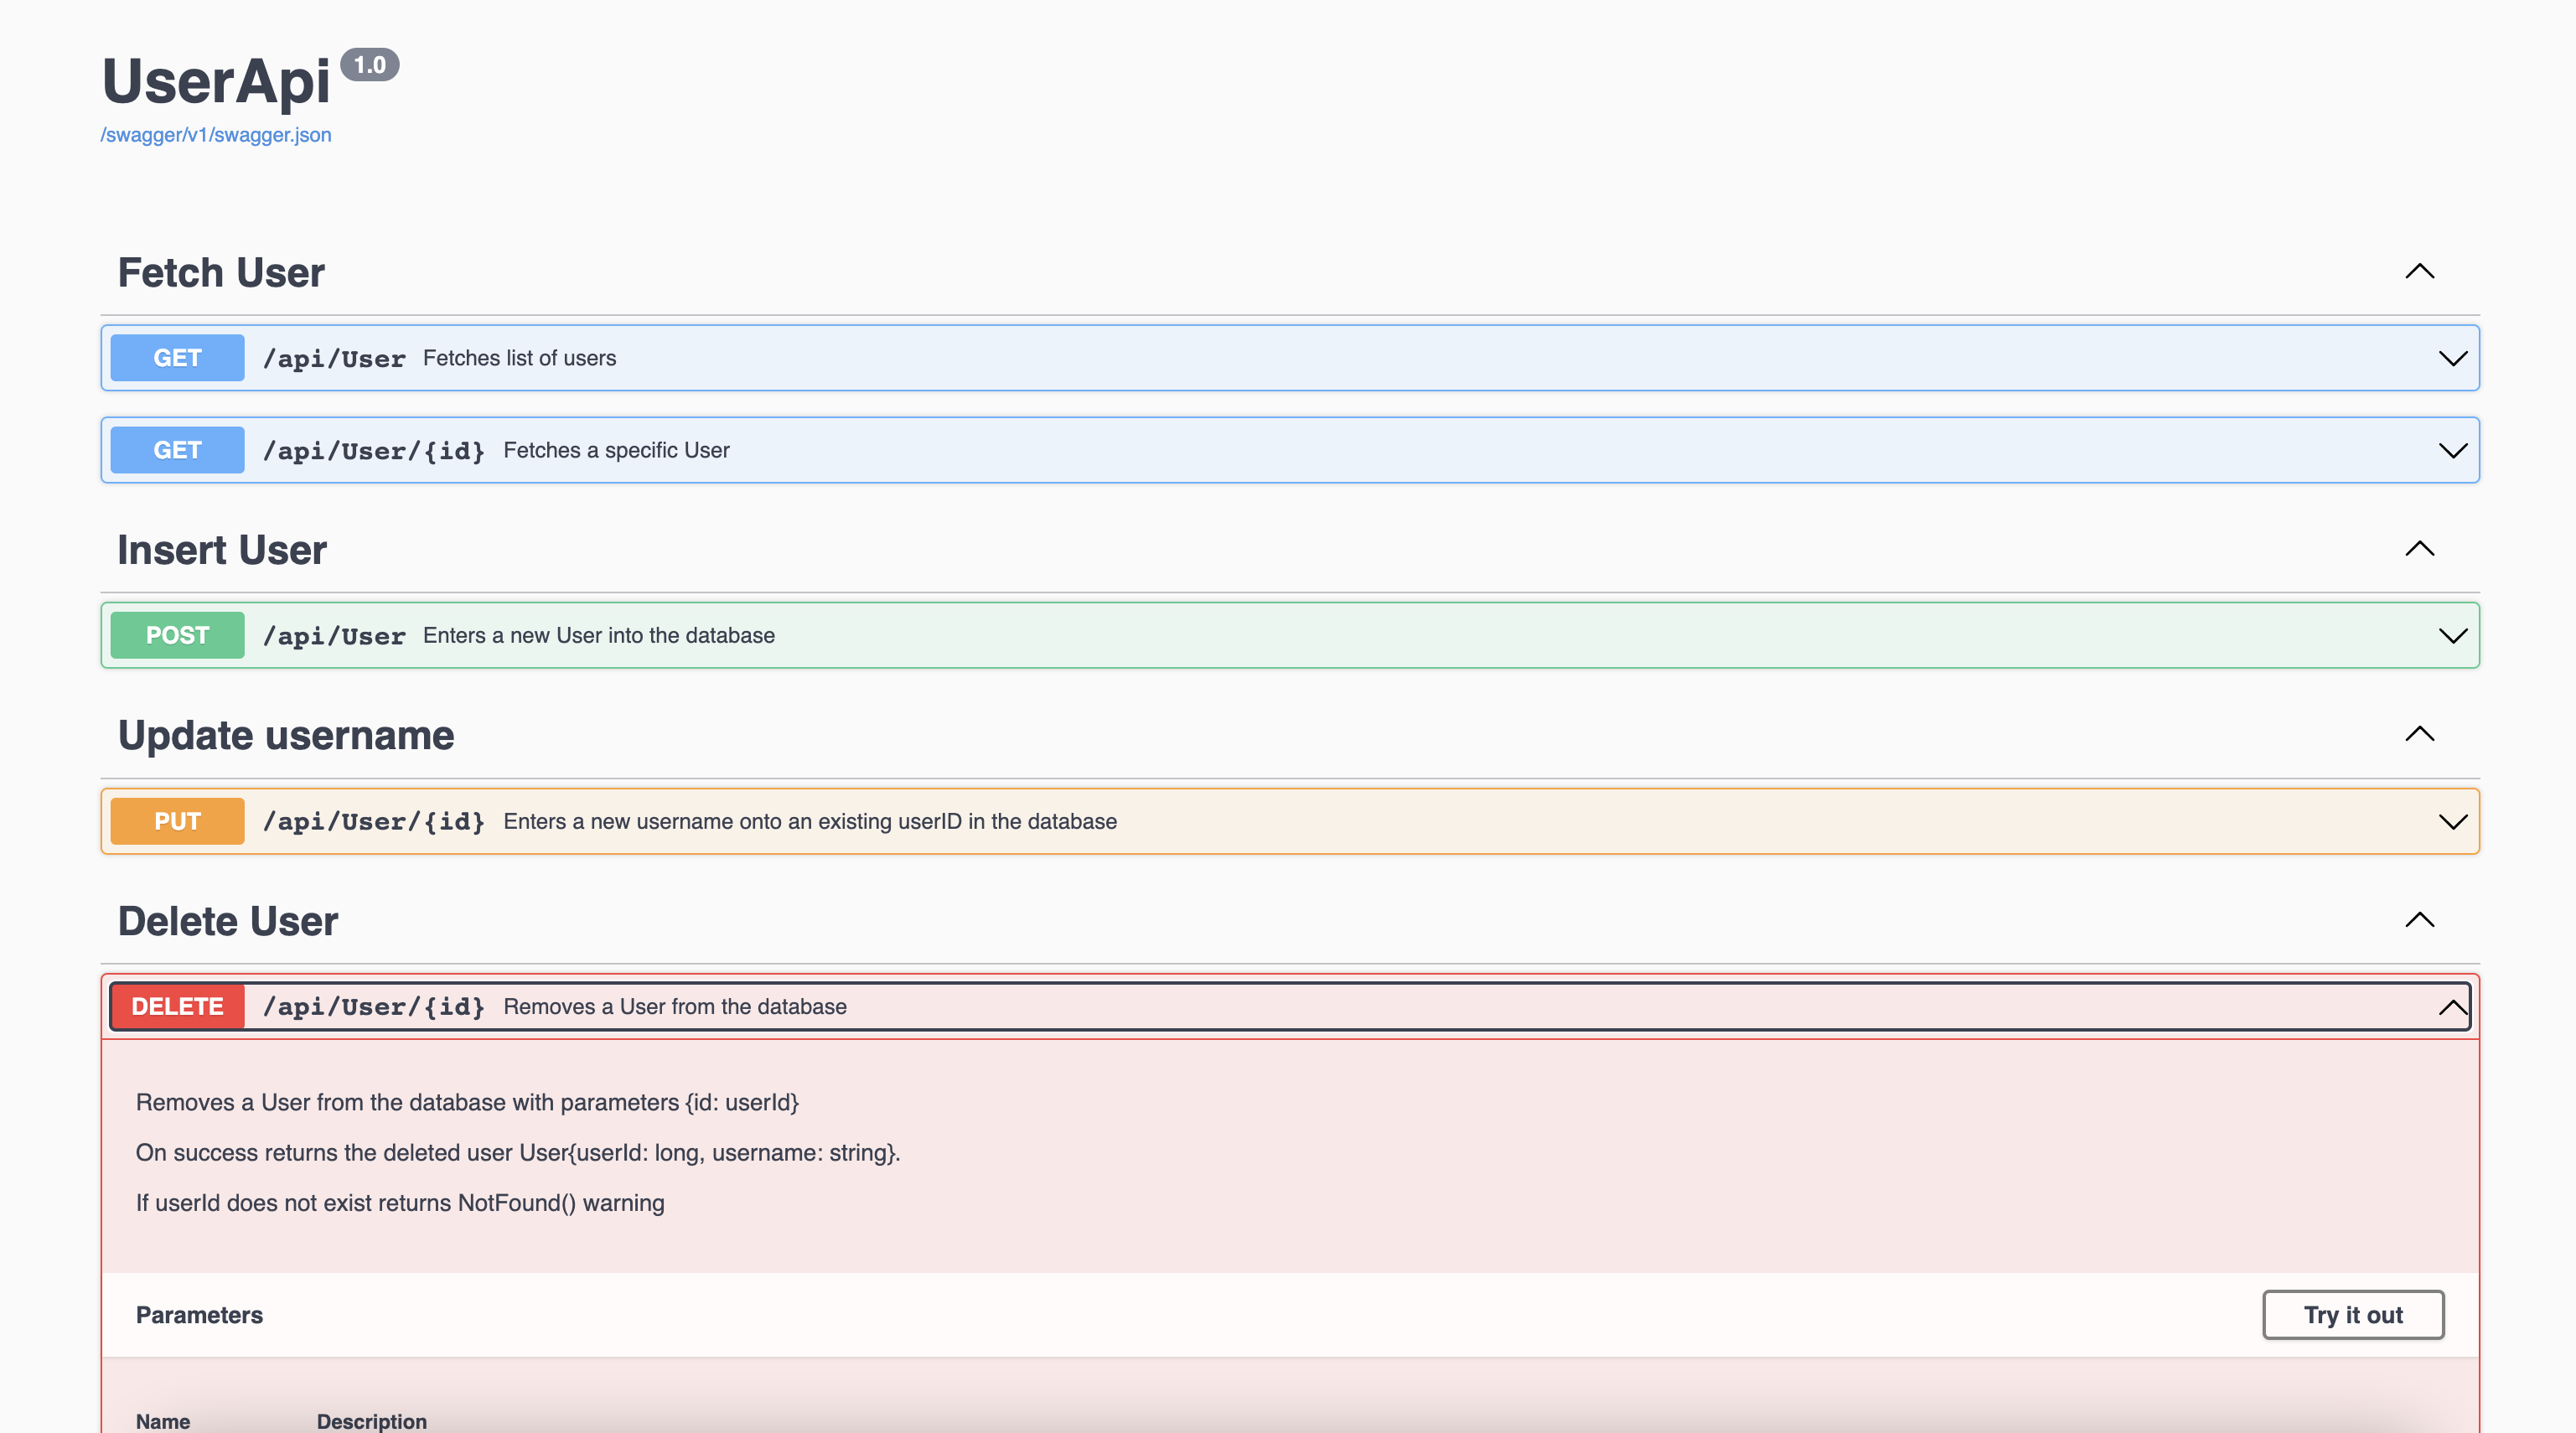 UserApi 1.0
/swagger/v1/swagger.json
Fetch User
GET /api/User Fetches list of users
GET /api/User/{id} Fetches a specific User
Insert User
POST /api/User Enters a new User into the database
Update username
PUT /api/User/{id} Enters a new username onto an existing userID in the database
Delete User
DELETE /api/User/{id} Removes a User from the database
Removes a User from the database with parameters {id: userId}
On success returns the deleted user User{userId: long, username: string}.
If userId does not exist returns NotFound() warning
Parameters Try it out
Name Description